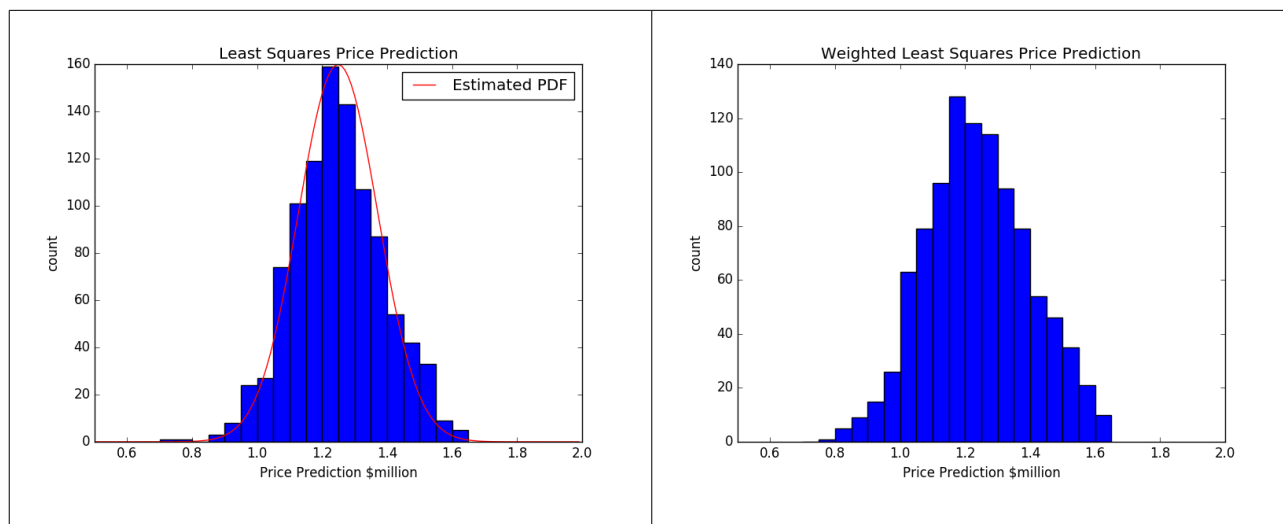 Least Squares Price Prediction
160
140
120
100
80
60
40
20
0
count
Estimated PDF
0.6 0.8 1.0 1.2 1.4 1.6 1.8 2.0
Price Prediction $million
Weighted Least Squares Price Prediction
140
120
100
80
60
40
20
0
count
0.6 0.8 1.0 1.2 1.4 1.6 1.8 2.0
Price Prediction $million